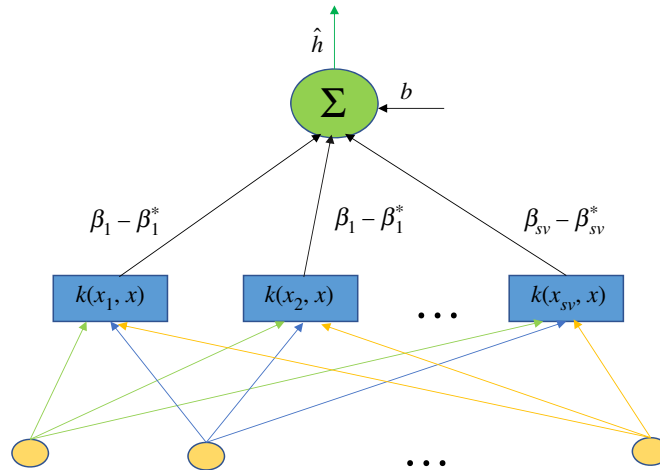 ĥ
Σ
b
β₁ − β₁*
β₁ − β₁*
βₛᵥ − βₛᵥ*
k(x₁, x)
k(x₂, x)
• • •
k(xₛᵥ, x)
• • •